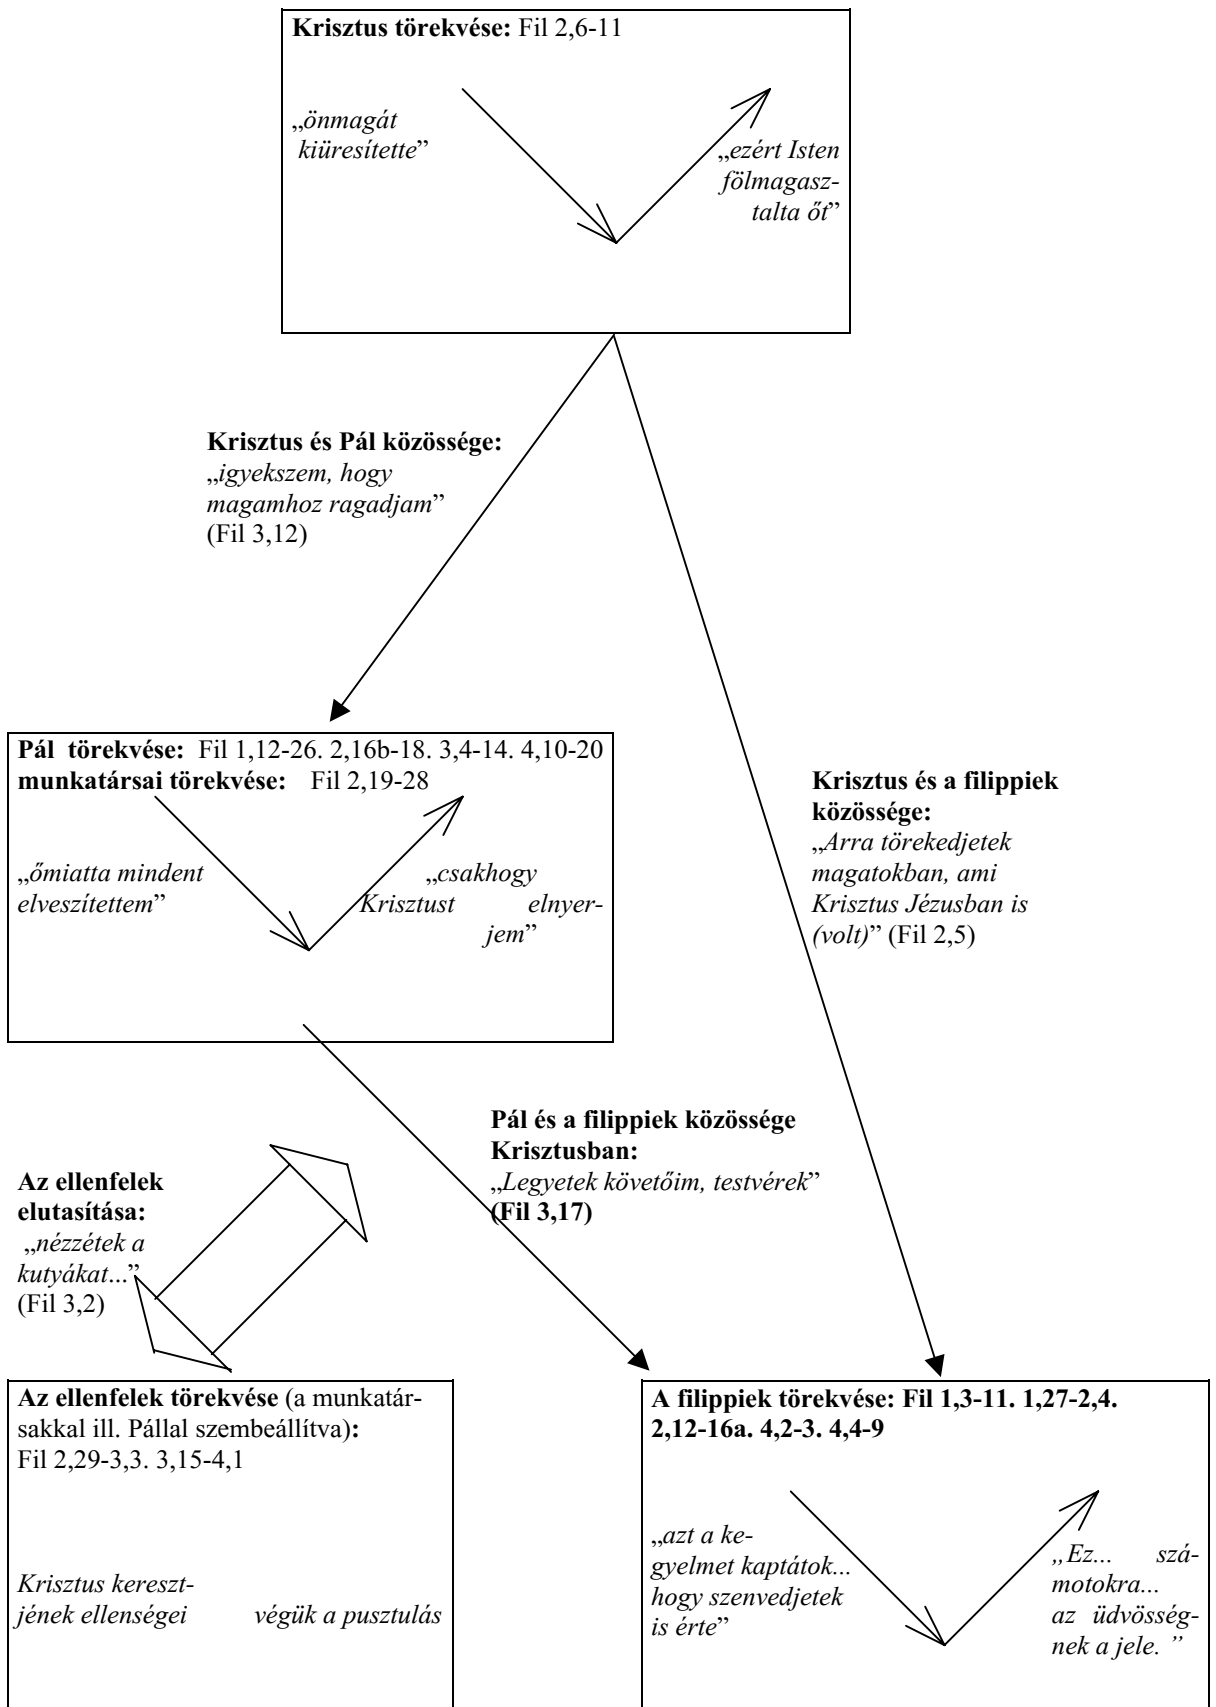 Krisztus törekvése: Fil 2,6-11
„önmagát
kiüresítette”
„ezért Isten
fölmagasz-
talta őt”
Krisztus és Pál közössége:
„igyekszem, hogy
magamhoz ragadjam”
(Fil 3,12)
Pál törekvése: Fil 1,12-26. 2,16b-18. 3,4-14. 4,10-20
munkatársai törekvése: Fil 2,19-28
„őmiatta mindent
elveszítettem”
„csakhogy
Krisztust elnyer-
jem”
Krisztus és a filippiek
közössége:
„Arra törekedjetek
magatokban, ami
Krisztus Jézusban is
(volt)” (Fil 2,5)
Pál és a filippiek közössége
Krisztusban:
„Legyetek követőim, testvérek”
(Fil 3,17)
Az ellenfelek
elutasítása:
„nézzétek a
kutyákat...”
(Fil 3,2)
Az ellenfelek törekvése (a munkatár-
sakkal ill. Pállal szembeállítva):
Fil 2,29-3,3. 3,15-4,1
Krisztus kereszt-
jének ellenségei
végük a pusztulás
A filippiek törekvése: Fil 1,3-11. 1,27-2,4.
2,12-16a. 4,2-3. 4,4-9
„azt a ke-
gyelmet kaptátok...
hogy szenvedjetek
is érte”
„Ez... szá-
motokra...
az üdvösség-
nek a jele. ”